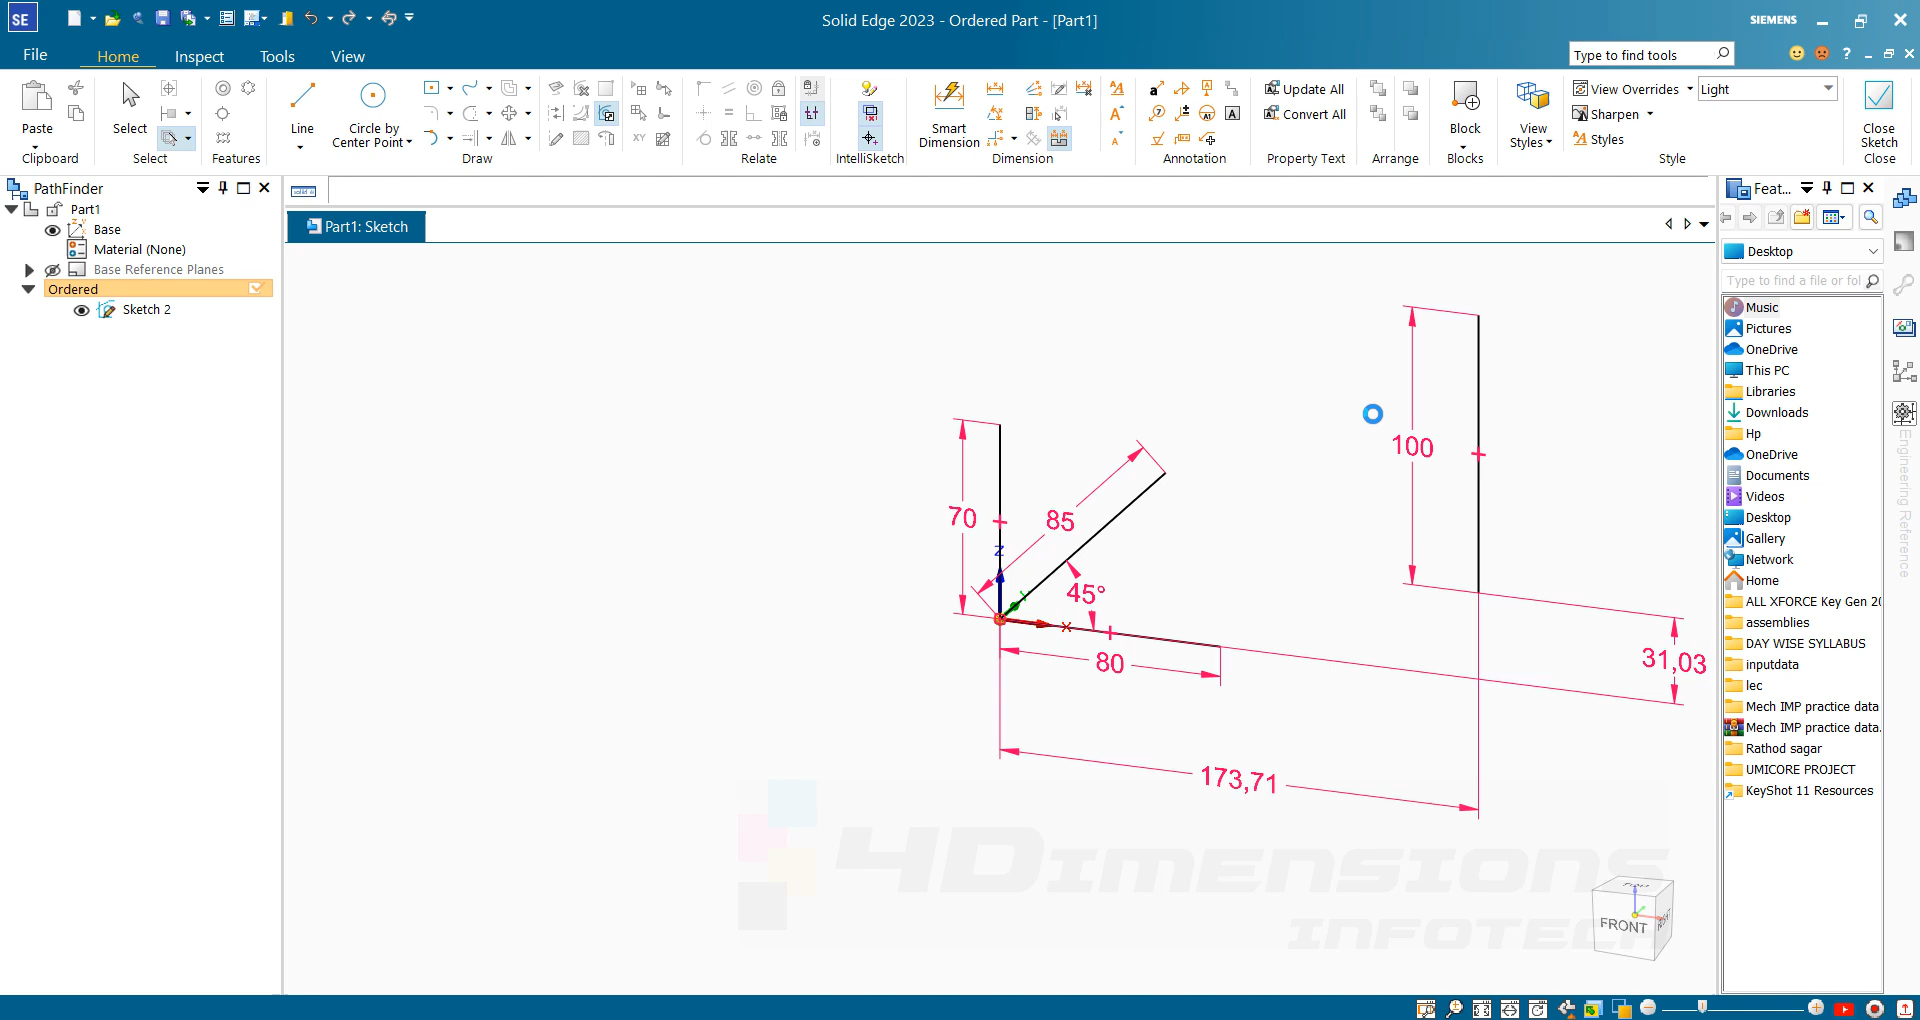 SE
Solid Edge 2023 - Ordered Part - [Part1]
SIEMENS
File
Home
Inspect
Tools
View
Type to find tools
Paste
Clipboard
Select
Select
Features
Line
Circle by
Center Point
Draw
Relate
IntelliSketch
Smart
Dimension
Dimension
Annotation
Update All
Convert All
Property Text
Arrange
Block
Blocks
View
Styles
View Overrides
Light
Sharpen
Styles
Style
Close
Sketch
Close
PathFinder
Part1
Base
Material (None)
Base Reference Planes
Ordered
Sketch 2
Part1: Sketch
70
85
45°
80
100
31,03
173,71
Z
X
4DIMENSIONS
INFOTECH
TOP
FRONT
RIGHT
Feat...
Desktop
Type to find a file or fol
Music
Pictures
OneDrive
This PC
Libraries
Downloads
Hp
OneDrive
Documents
Videos
Desktop
Gallery
Network
Home
ALL XFORCE Key Gen 20
assemblies
DAY WISE SYLLABUS
inputdata
lec
Mech IMP practice data
Mech IMP practice data.
Rathod sagar
UMICORE PROJECT
KeyShot 11 Resources
Engineering Reference